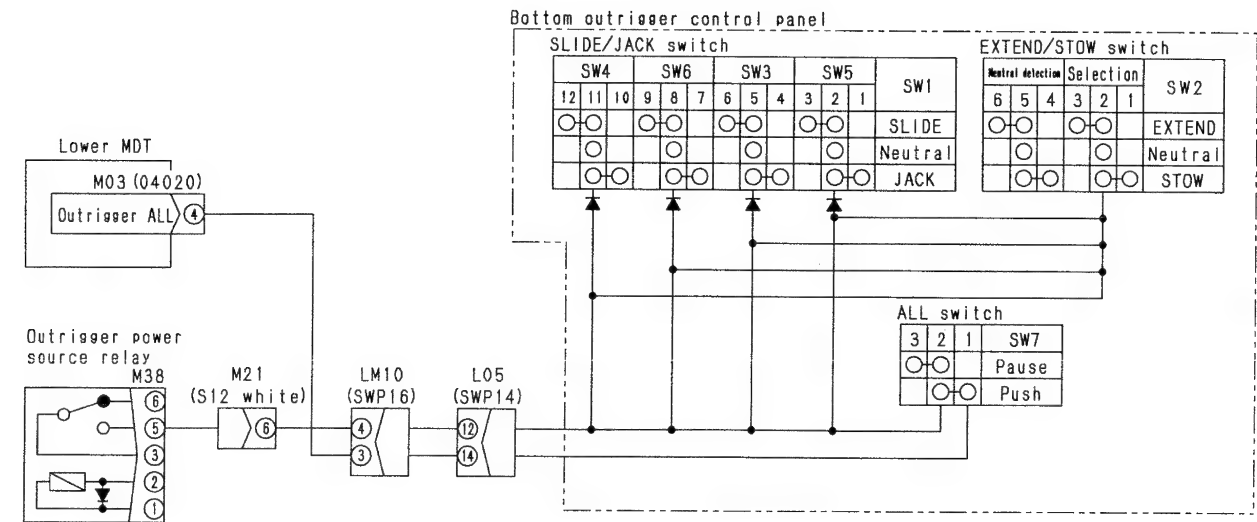 Bottom outrigger control panel
SLIDE/JACK switch
EXTEND/STOW switch
SW4 SW6 SW3 SW5 SW1
12 11 10 9 8 7 6 5 4 3 2 1
SLIDE
Neutral
JACK
Neutral detection Selection SW2
6 5 4 3 2 1
EXTEND
Neutral
STOW
Lower MDT
M03 (04020)
Outrigger ALL 4
ALL switch
3 2 1 SW7
Pause
Push
Outrigger power
source relay
M38
6
5
3
2
1
M21
(S12 white)
6
LM10
(SWP16)
4
3
L05
(SWP14)
12
14